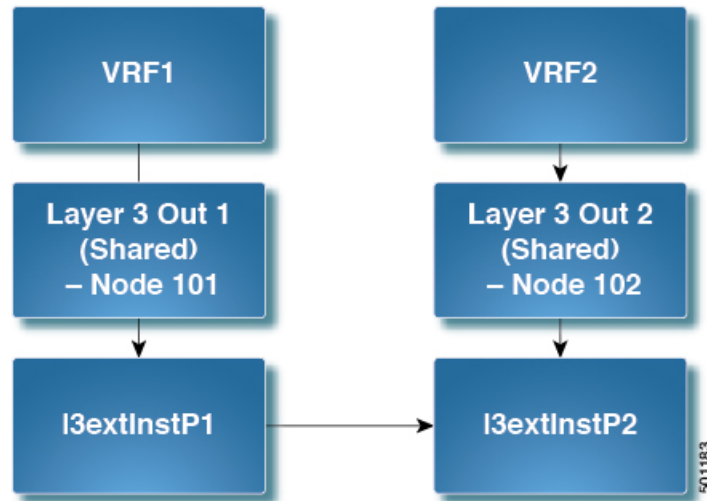 VRF1
VRF2
Layer 3 Out 1
(Shared)
– Node 101
Layer 3 Out 2
(Shared)
– Node 102
l3extInstP1
l3extInstP2
501183